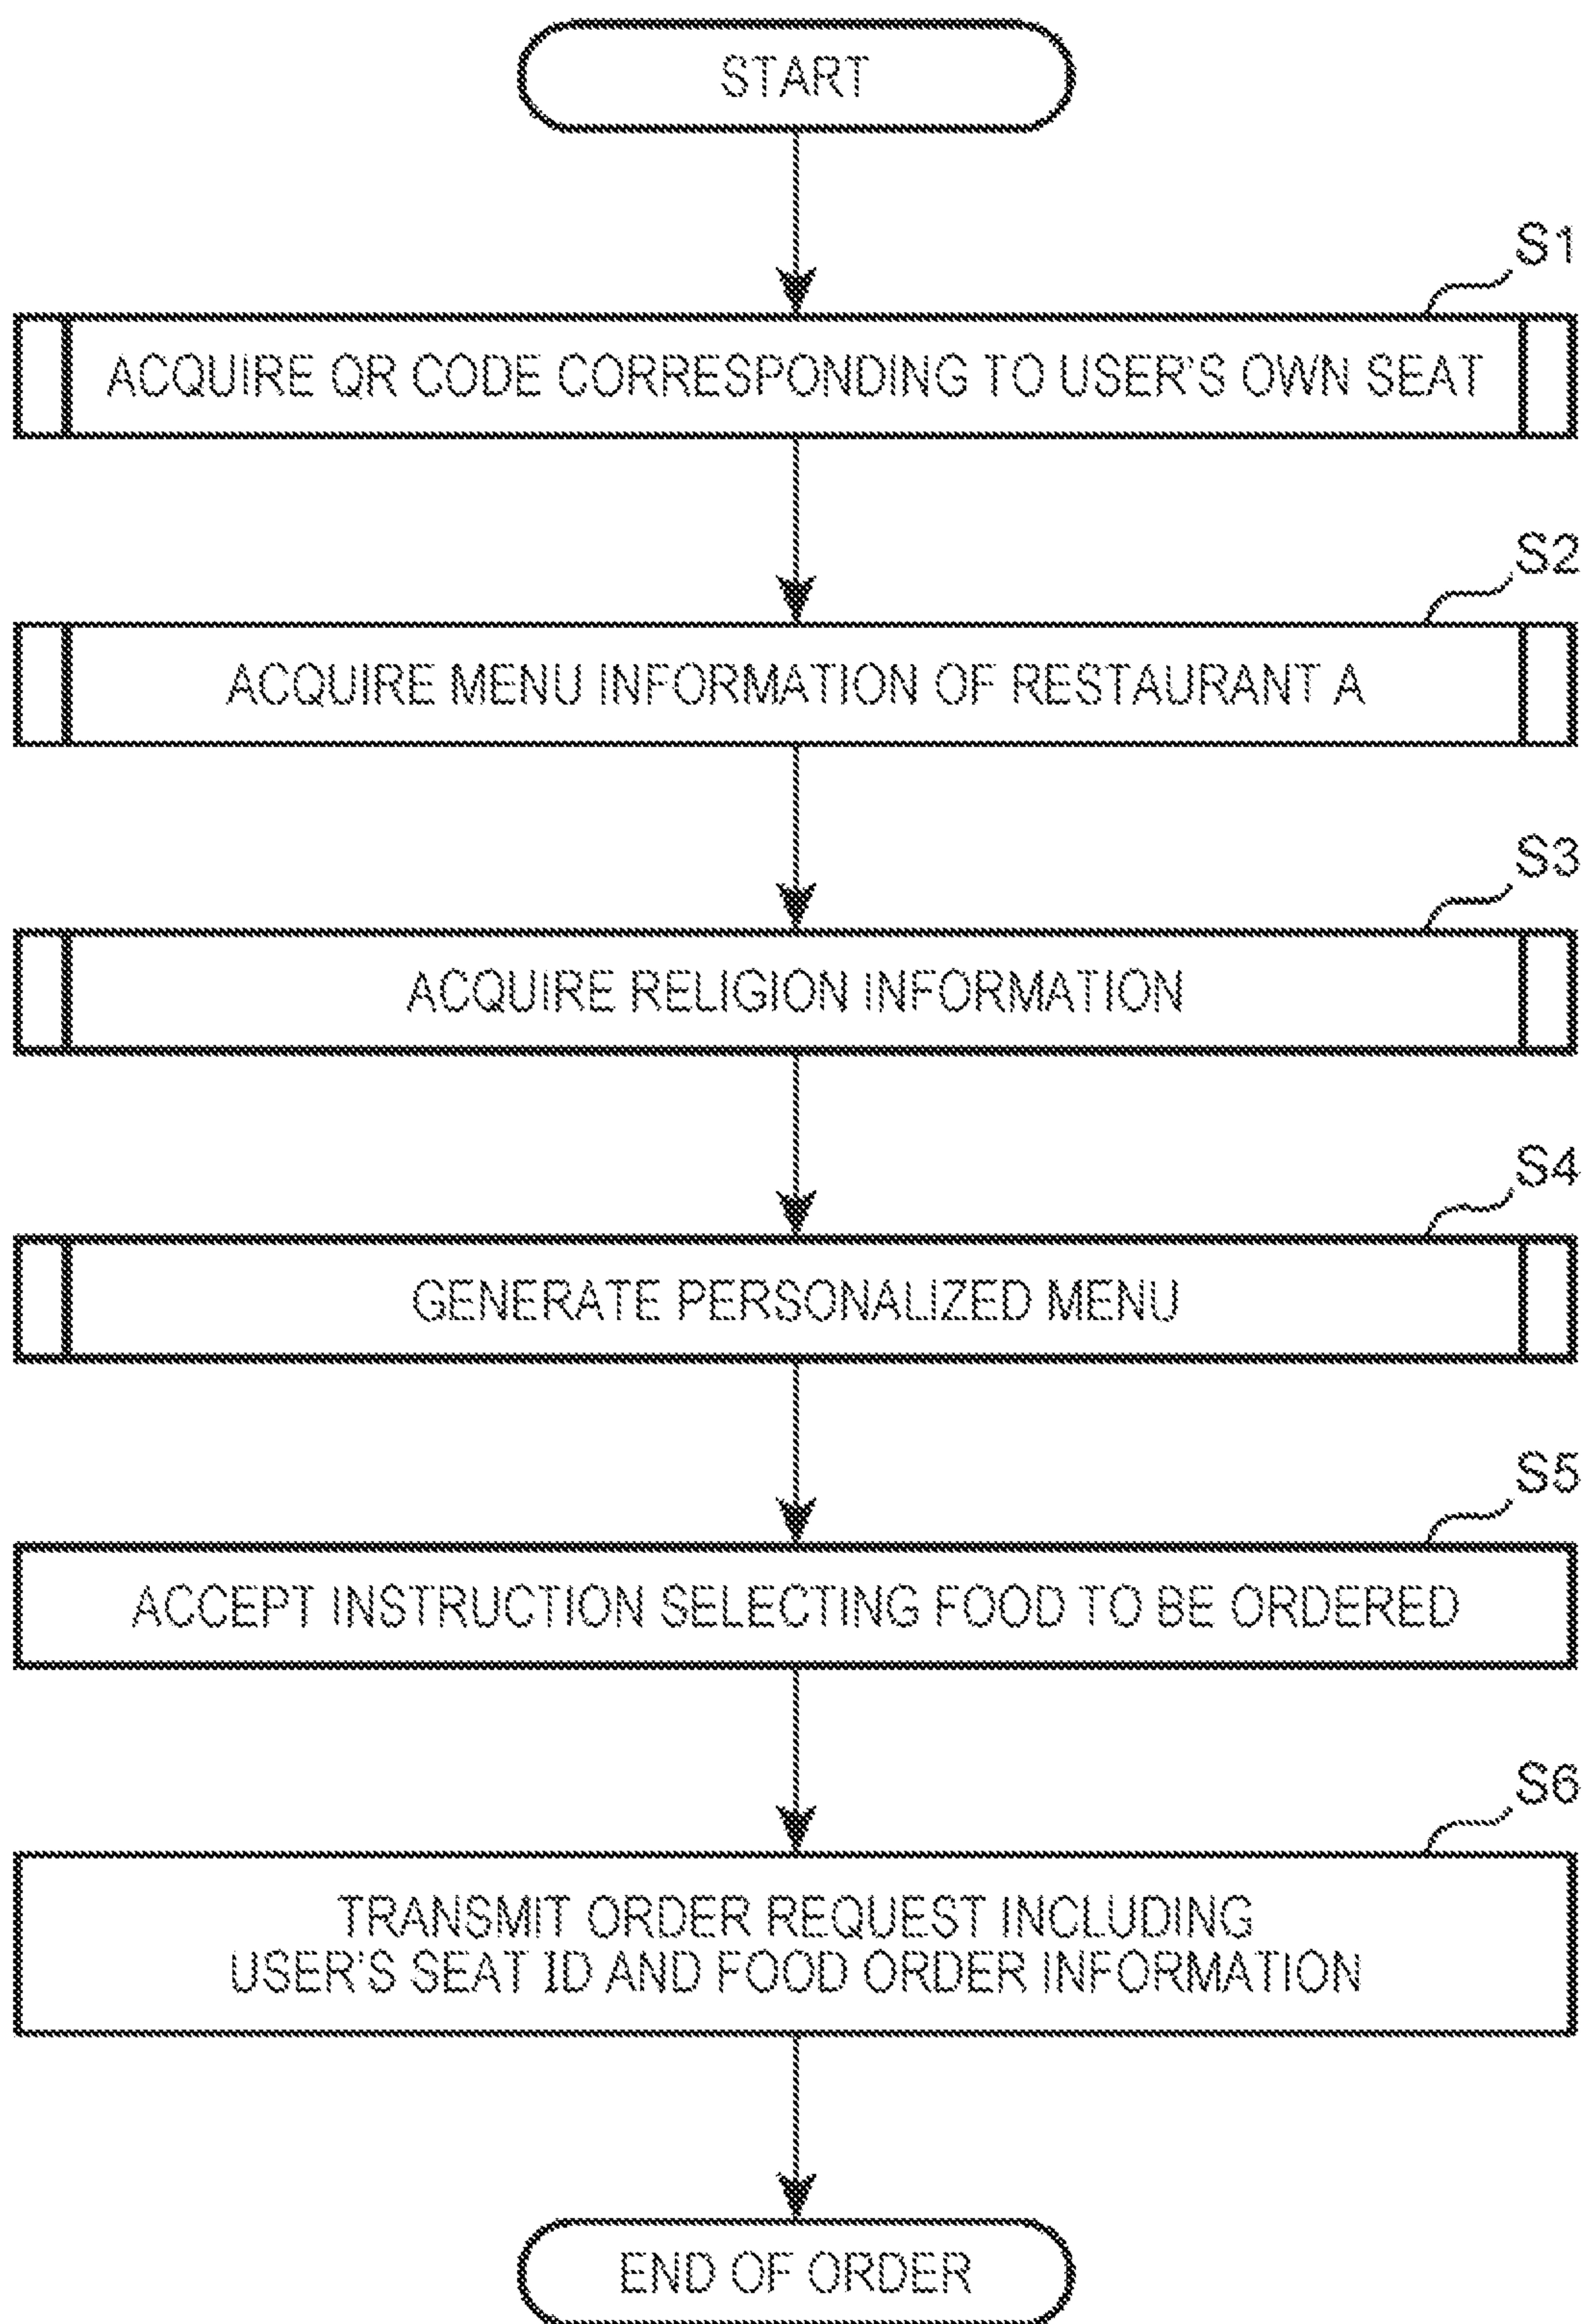 START
S1
ACQUIRE QR CODE CORRESPONDING TO USER'S OWN SEAT
S2
ACQUIRE MENU INFORMATION OF RESTAURANT A
S3
ACQUIRE RELIGION INFORMATION
S4
GENERATE PERSONALIZED MENU
S5
ACCEPT INSTRUCTION SELECTING FOOD TO BE ORDERED
S6
TRANSMIT ORDER REQUEST INCLUDING
USER'S SEAT ID AND FOOD ORDER INFORMATION
END OF ORDER